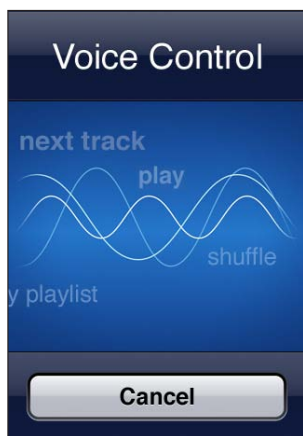 Voice Control
next track
play
shuffle
y playlist
Cancel